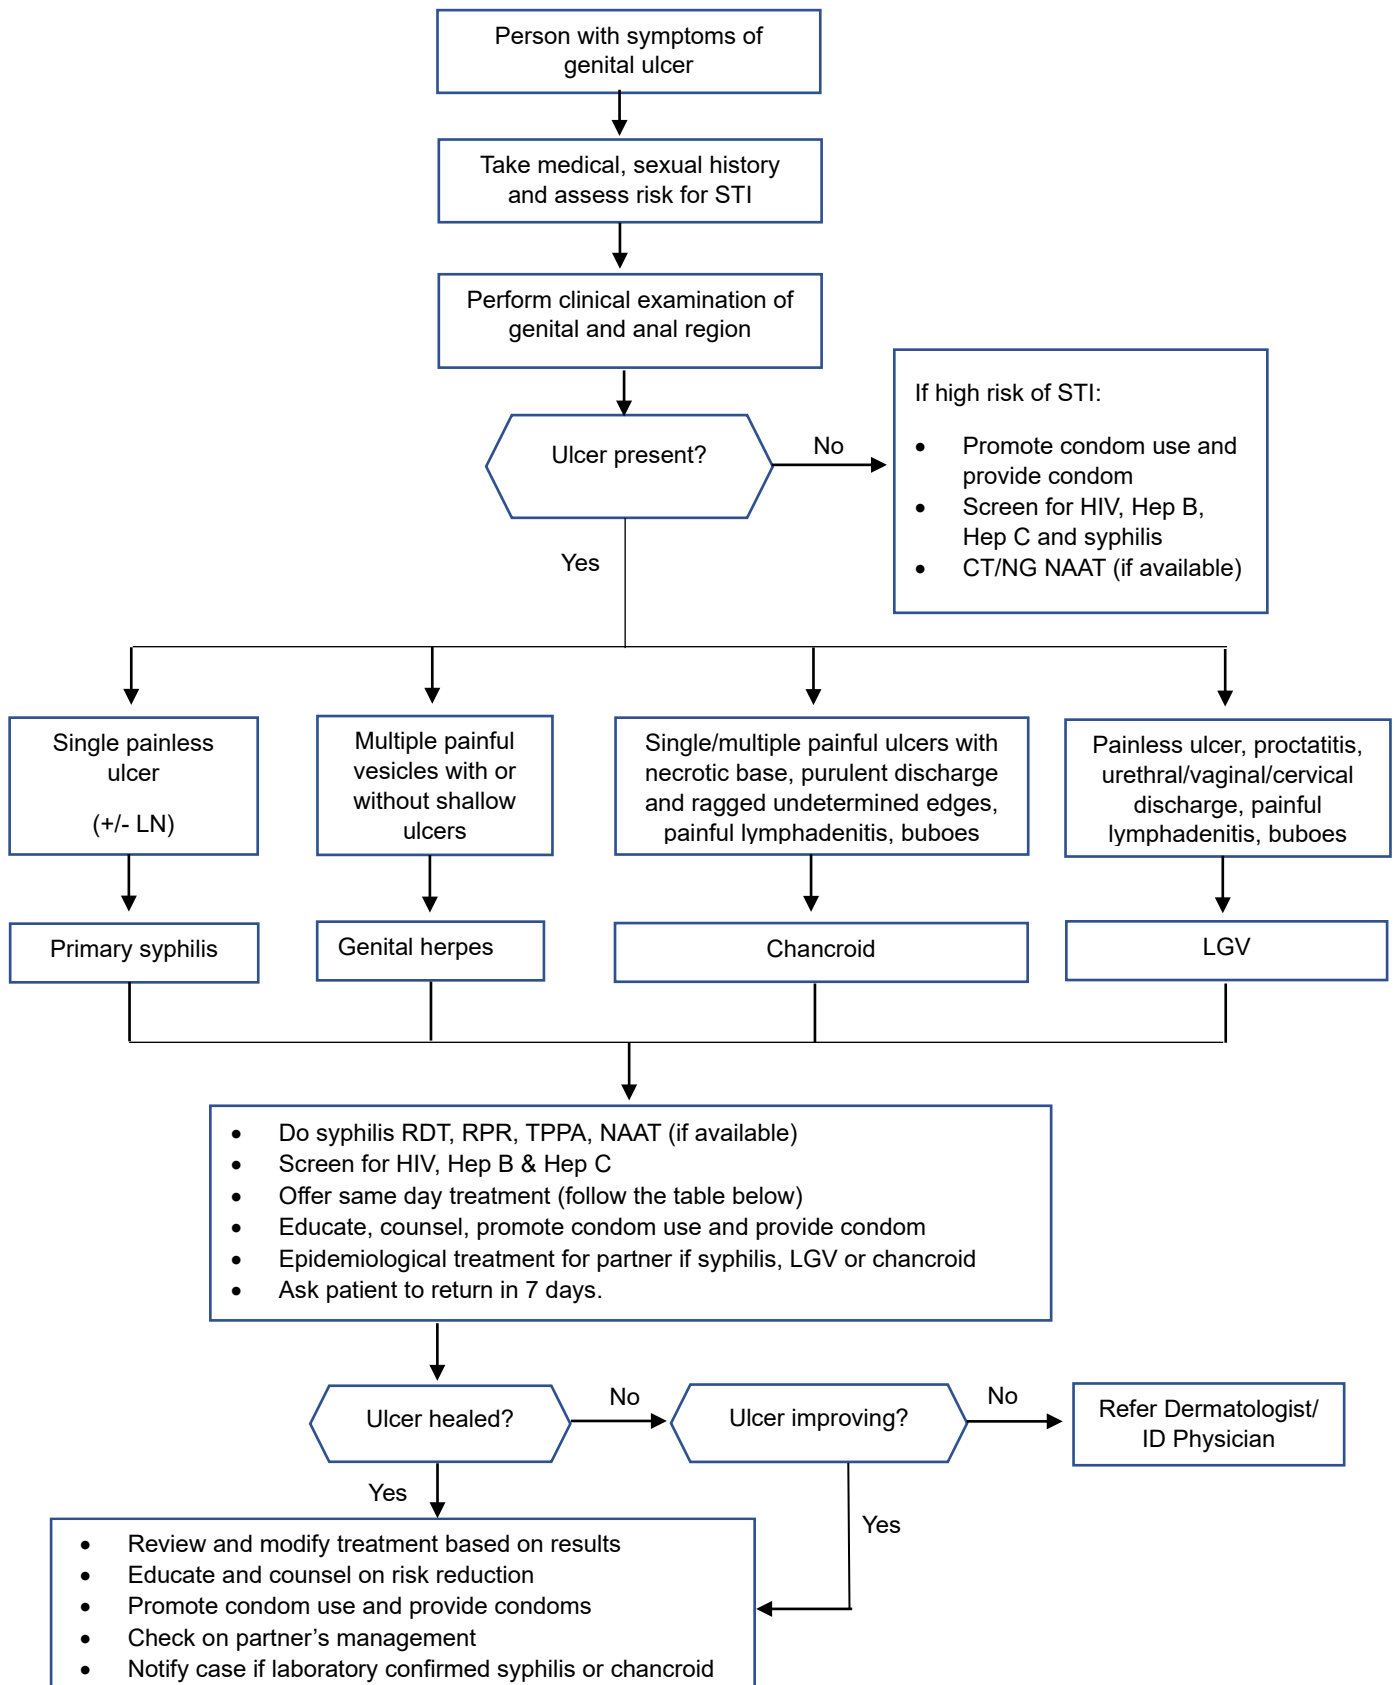 Person with symptoms of
genital ulcer
Take medical, sexual history
and assess risk for STI
Perform clinical examination of
genital and anal region
Ulcer present?
No
If high risk of STI:
• Promote condom use and
provide condom
• Screen for HIV, Hep B,
Hep C and syphilis
• CT/NG NAAT (if available)
Yes
Single painless
ulcer
(+/- LN)
Multiple painful
vesicles with or
without shallow
ulcers
Single/multiple painful ulcers with
necrotic base, purulent discharge
and ragged undetermined edges,
painful lymphadenitis, buboes
Painless ulcer, proctatitis,
urethral/vaginal/cervical
discharge, painful
lymphadenitis, buboes
Primary syphilis
Genital herpes
Chancroid
LGV
• Do syphilis RDT, RPR, TPPA, NAAT (if available)
• Screen for HIV, Hep B & Hep C
• Offer same day treatment (follow the table below)
• Educate, counsel, promote condom use and provide condom
• Epidemiological treatment for partner if syphilis, LGV or chancroid
• Ask patient to return in 7 days.
Ulcer healed?
No
Ulcer improving?
No
Refer Dermatologist/
ID Physician
Yes
Yes
• Review and modify treatment based on results
• Educate and counsel on risk reduction
• Promote condom use and provide condoms
• Check on partner's management
• Notify case if laboratory confirmed syphilis or chancroid